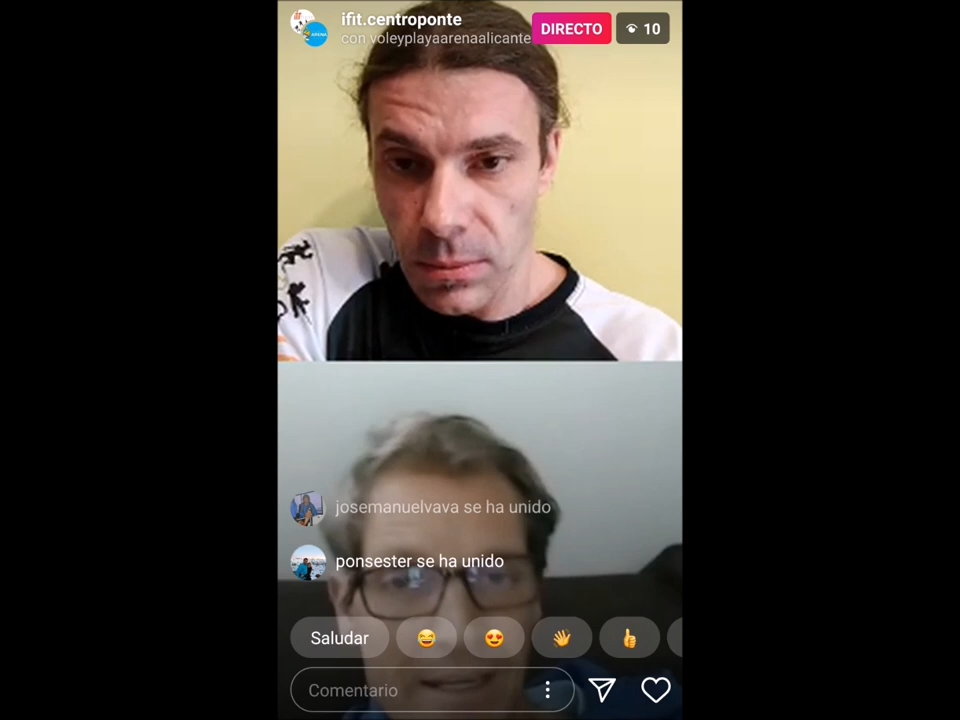 ifit.centroponte
con voleyplayaarenaalicante
DIRECTO
10
josemanuelvava se ha unido
ponsester se ha unido
Saludar
Comentario